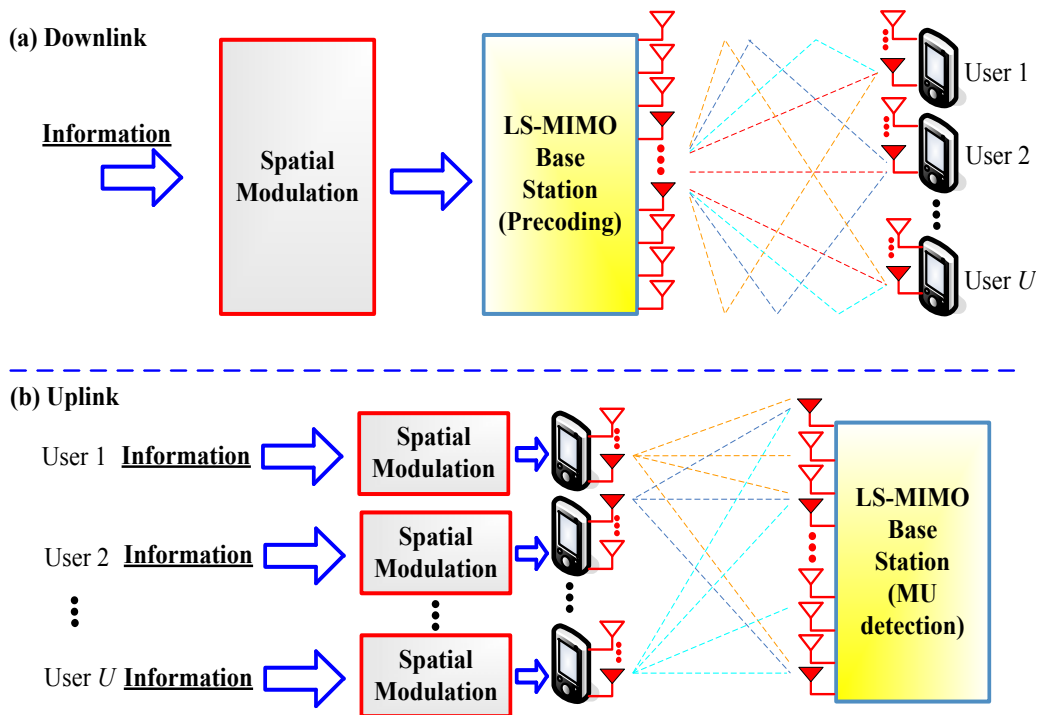 (a) Downlink
Information
Spatial
Modulation
LS-MIMO
Base
Station
(Precoding)
User 1
User 2
User U
(b) Uplink
User 1 Information
Spatial
Modulation
User 2 Information
Spatial
Modulation
User U Information
Spatial
Modulation
LS-MIMO
Base
Station
(MU
detection)